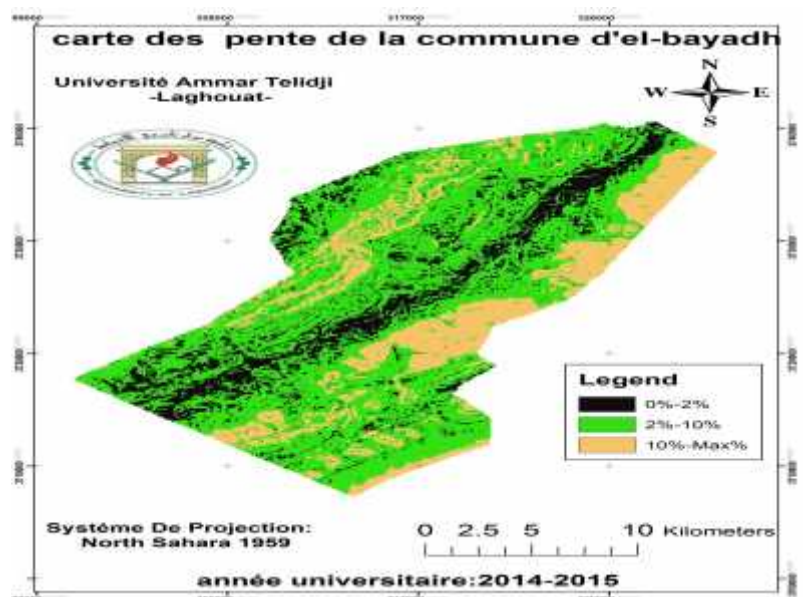 carte des pente de la commune d'el-bayadh
Université Ammar Telidji
-Laghouat-
N
W E
S
Legend
0%-2%
2%-10%
10%-Max%
Systéme De Projection:
North Sahara 1959
0 2.5 5 10 Kilometers
année universitaire:2014-2015